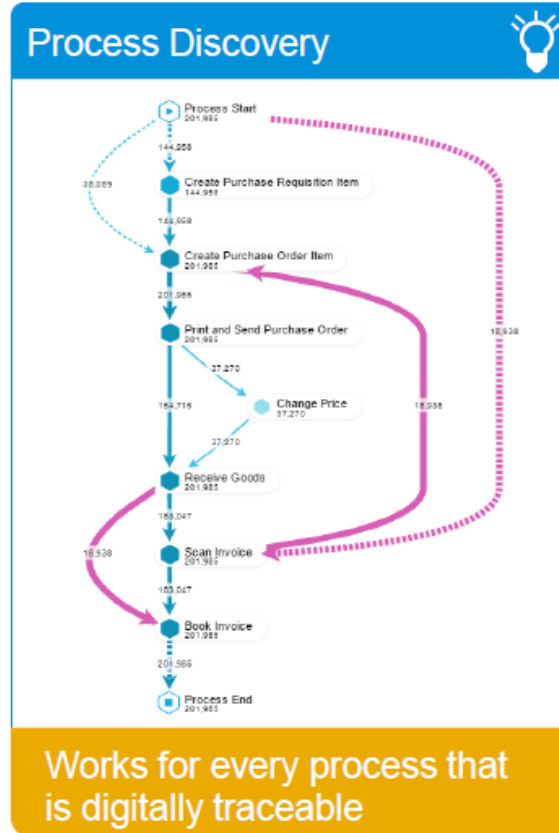 Process Discovery
Process Start
201,985
144,958
38,089
Create Purchase Requisition Item
144,958
144,958
Create Purchase Order Item
201,985
201,985
Print and Send Purchase Order
201,985
18,938
37,270
Change Price
37,270
164,715
18,938
37,270
Receive Goods
201,985
183,047
18,938
Scan Invoice
201,985
183,047
Book Invoice
201,985
201,985
Process End
201,985
Works for every process that
is digitally traceable